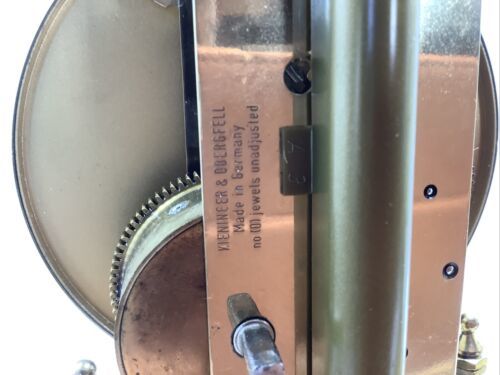 KIENINGER & OBERGFELL
Made in Germany
no (0) jewels unadjusted